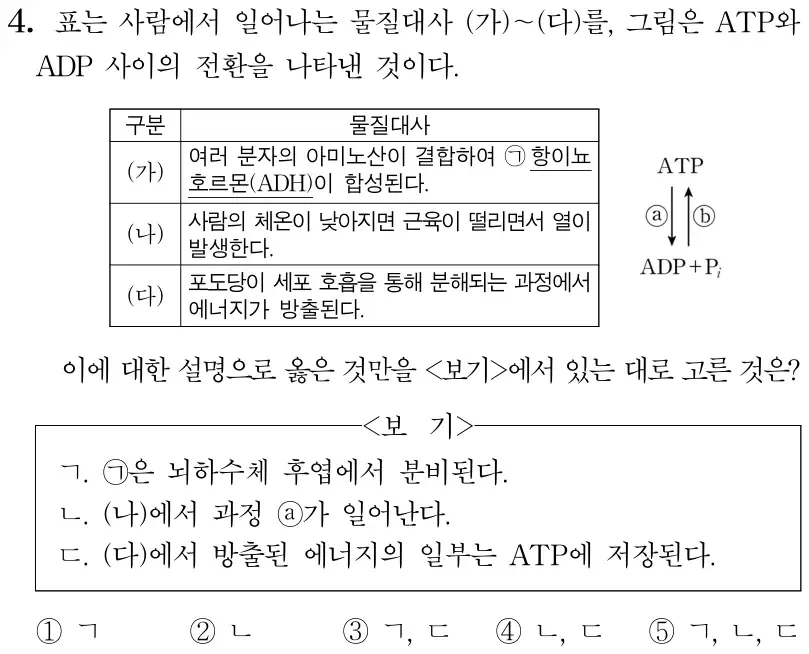 4. 표는 사람에서 일어나는 물질대사 (가)~(다)를, 그림은 ATP와
ADP 사이의 전환을 나타낸 것이다.
구분 물질대사
(가) 여러 분자의 아미노산이 결합하여 ㉠ 항이뇨
호르몬(ADH)이 합성된다.
(나) 사람의 체온이 낮아지면 근육이 떨리면서 열이
발생한다.
(다) 포도당이 세포 호흡을 통해 분해되는 과정에서
에너지가 방출된다.
ATP
ⓐ ⓑ
ADP+Pi
이에 대한 설명으로 옳은 것만을 <보기>에서 있는 대로 고른 것은?
<보 기>
ㄱ. ㉠은 뇌하수체 후엽에서 분비된다.
ㄴ. (나)에서 과정 ⓐ가 일어난다.
ㄷ. (다)에서 방출된 에너지의 일부는 ATP에 저장된다.
① ㄱ ② ㄴ ③ ㄱ, ㄷ ④ ㄴ, ㄷ ⑤ ㄱ, ㄴ, ㄷ